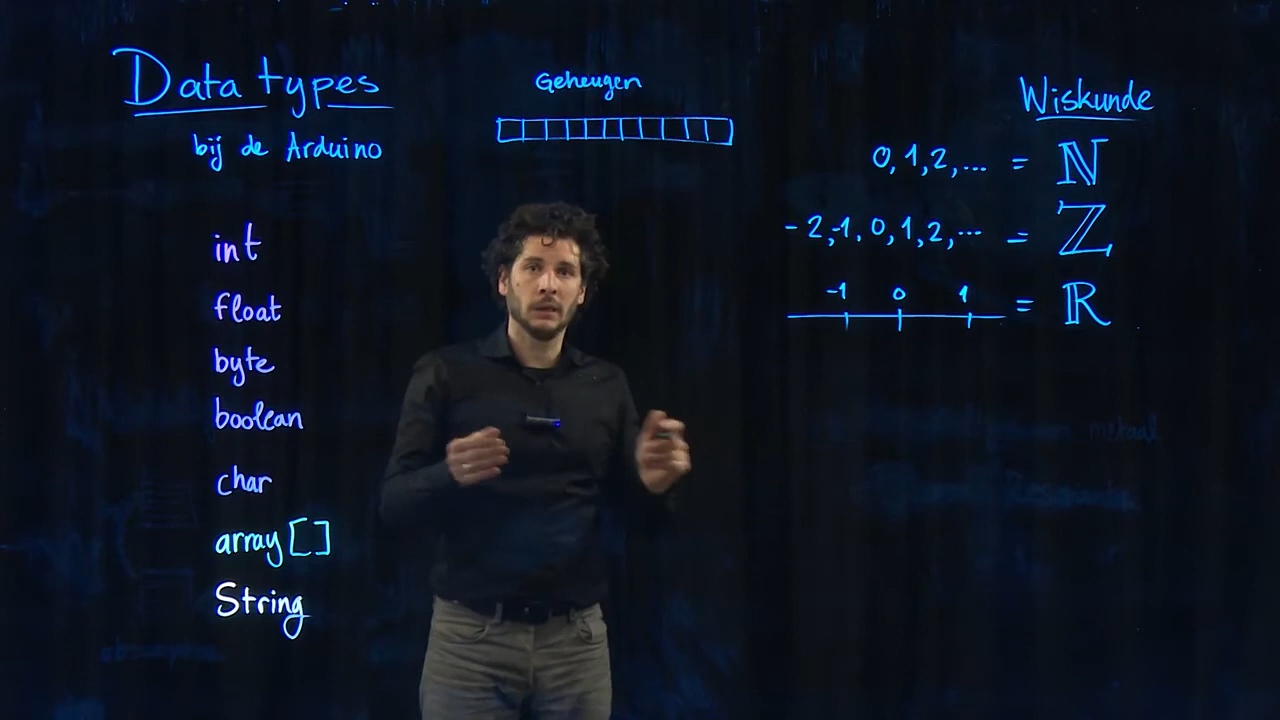 Data types
bij de Arduino
int
float
byte
boolean
char
array[]
String
Geheugen
Wiskunde
0, 1, 2, ... = ℕ
-2, -1, 0, 1, 2, ... = ℤ
-1 0 1 = ℝ
metaal